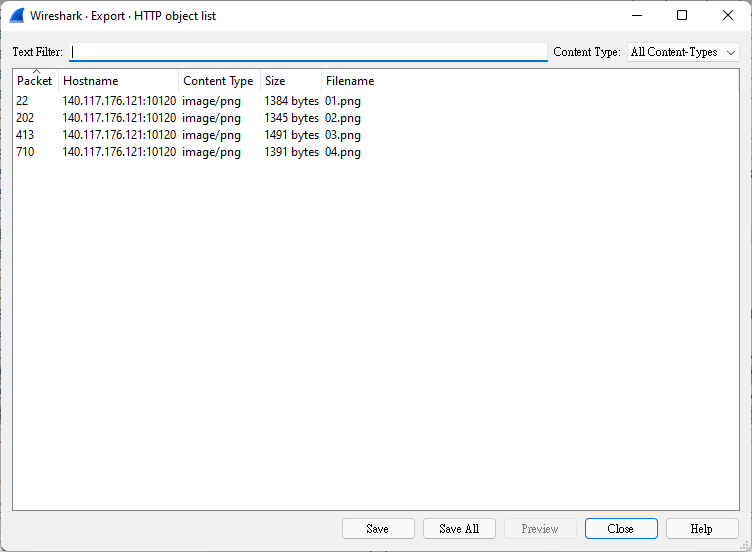 Wireshark · Export · HTTP object list
Text Filter: Content Type: All Content-Types
Packet Hostname Content Type Size Filename
22 140.117.176.121:10120 image/png 1384 bytes 01.png
202 140.117.176.121:10120 image/png 1345 bytes 02.png
413 140.117.176.121:10120 image/png 1491 bytes 03.png
710 140.117.176.121:10120 image/png 1391 bytes 04.png
Save Save All Preview Close Help